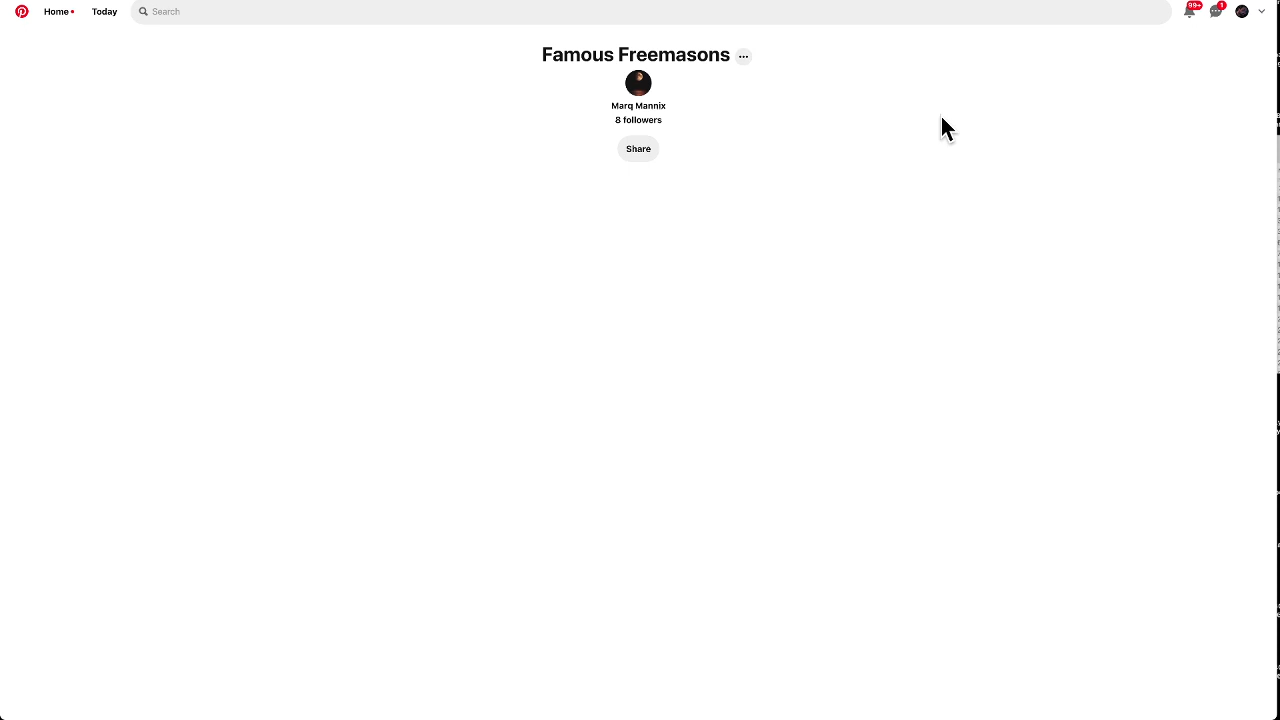 Home
Today
Search
99+
1
Famous Freemasons
Marq Mannix
8 followers
Share